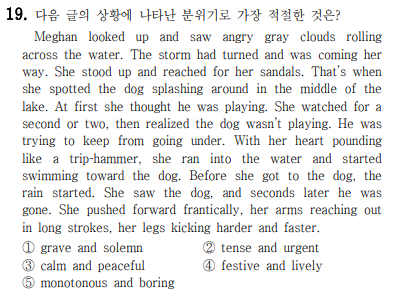 19. 다음 글의 상황에 나타난 분위기로 가장 적절한 것은?
Meghan looked up and saw angry gray clouds rolling
across the water. The storm had turned and was coming her
way. She stood up and reached for her sandals. That's when
she spotted the dog splashing around in the middle of the
lake. At first she thought he was playing. She watched for a
second or two, then realized the dog wasn't playing. He was
trying to keep from going under. With her heart pounding
like a trip-hammer, she ran into the water and started
swimming toward the dog. Before she got to the dog, the
rain started. She saw the dog, and seconds later he was
gone. She pushed forward frantically, her arms reaching out
in long strokes, her legs kicking harder and faster.
① grave and solemn ② tense and urgent
③ calm and peaceful ④ festive and lively
⑤ monotonous and boring